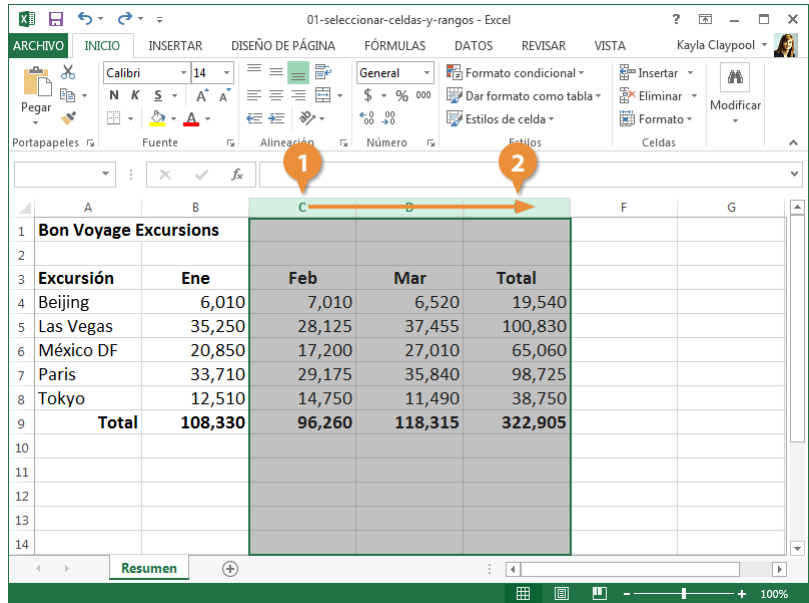 01-seleccionar-celdas-y-rangos - Excel
ARCHIVO INICIO INSERTAR DISEÑO DE PÁGINA FÓRMULAS DATOS REVISAR VISTA Kayla Claypool
Calibri 14 General Formato condicional Insertar
Pegar N K S A A $ % 000 Dar formato como tabla Eliminar Modificar
A Estilos de celda Formato
Portapapeles Fuente Alineación Número Estilos Celdas
1 2
fx
A B C D F G
1 Bon Voyage Excursions
2
3 Excursión Ene Feb Mar Total
4 Beijing 6,010 7,010 6,520 19,540
5 Las Vegas 35,250 28,125 37,455 100,830
6 México DF 20,850 17,200 27,010 65,060
7 Paris 33,710 29,175 35,840 98,725
8 Tokyo 12,510 14,750 11,490 38,750
9 Total 108,330 96,260 118,315 322,905
10
11
12
13
14
Resumen
100%